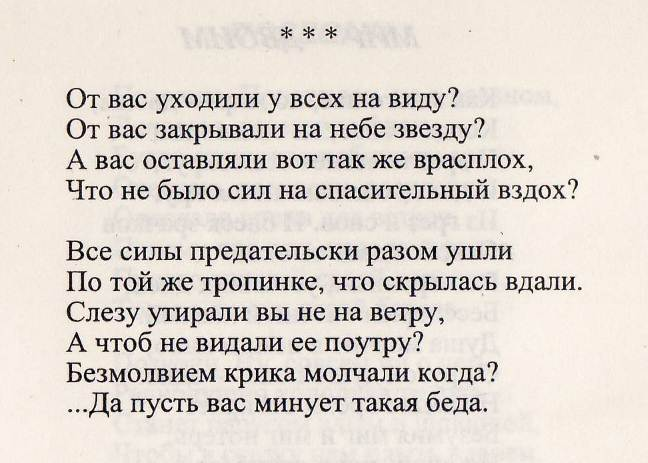 * * *
От вас уходили у всех на виду?
От вас закрывали на небе звезду?
А вас оставляли вот так же врасплох,
Что не было сил на спасительный вздох?
Все силы предательски разом ушли
По той же тропинке, что скрылась вдали.
Слезу утирали вы не на ветру,
А чтоб не видали ее поутру?
Безмолвием крика молчали когда?
...Да пусть вас минует такая беда.